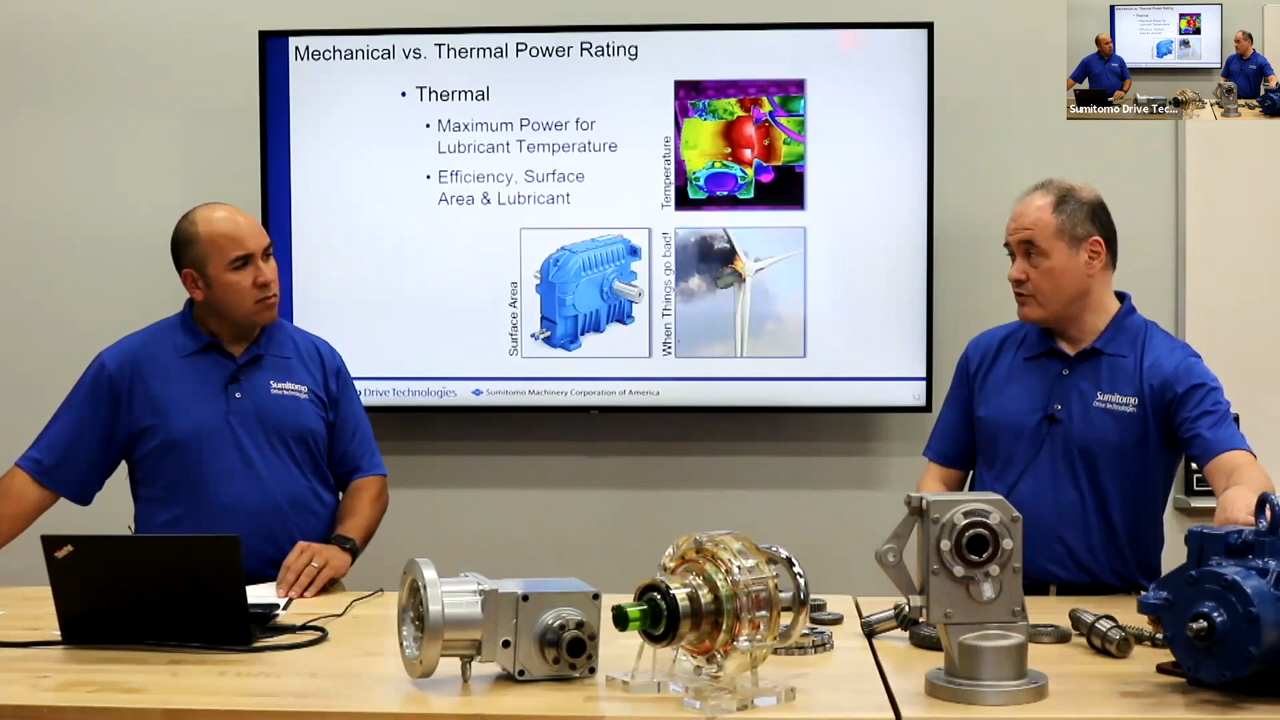 Mechanical vs. Thermal Power Rating
• Thermal
• Maximum Power for
Lubricant Temperature
• Efficiency, Surface
Area & Lubricant
Temperature
Surface Area
When Things go bad!
Drive Technologies
Sumitomo Machinery Corporation of America
52
Sumitomo
Drive Technologies
Sumitomo
Drive Technologies
ThinkPad
Sumitomo Drive Tec...